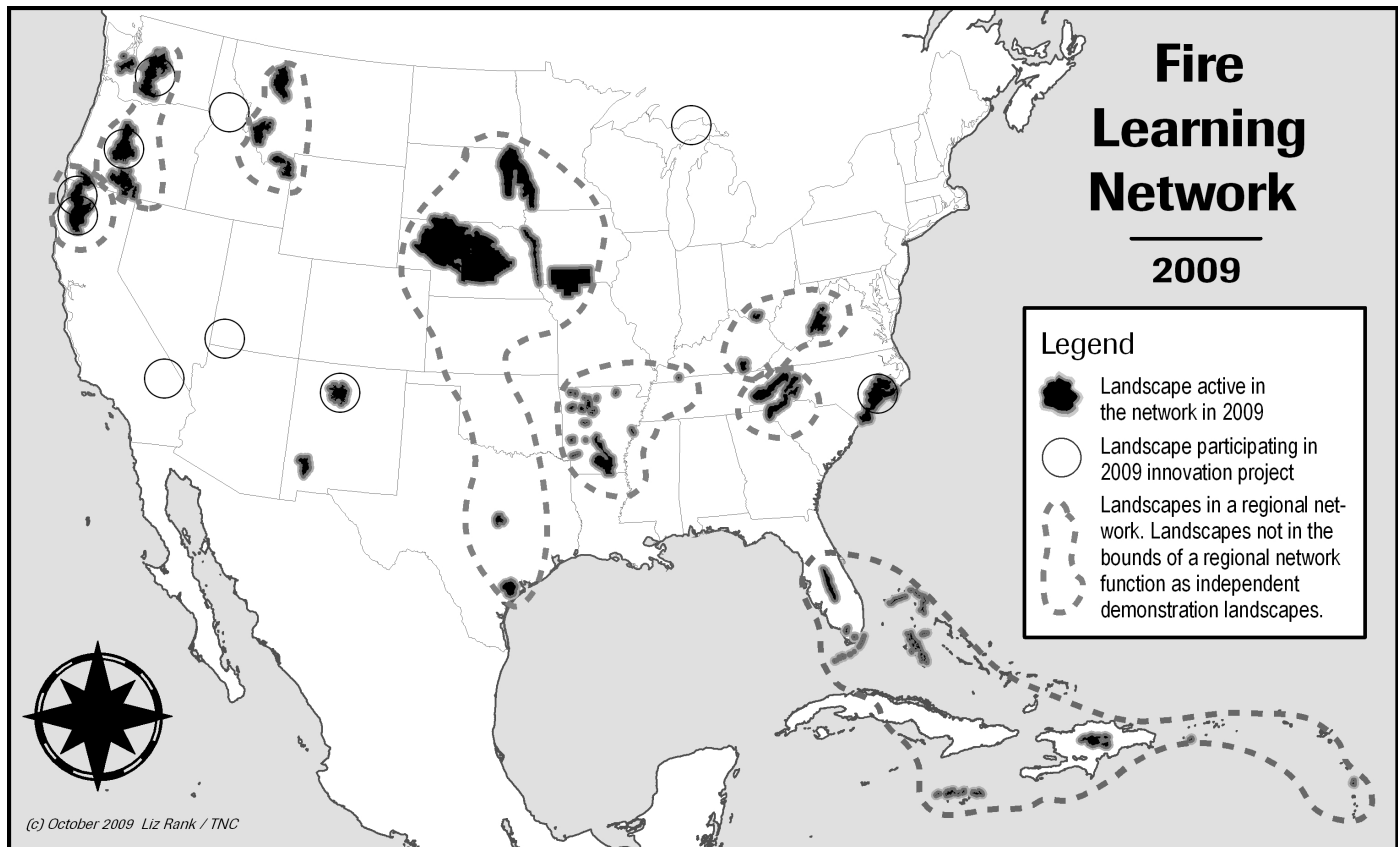 Fire
Learning
Network
2009
Legend
Landscape active in
the network in 2009
Landscape participating in
2009 innovation project
Landscapes in a regional net-
work. Landscapes not in the
bounds of a regional network
function as independent
demonstration landscapes.
(c) October 2009 Liz Rank / TNC